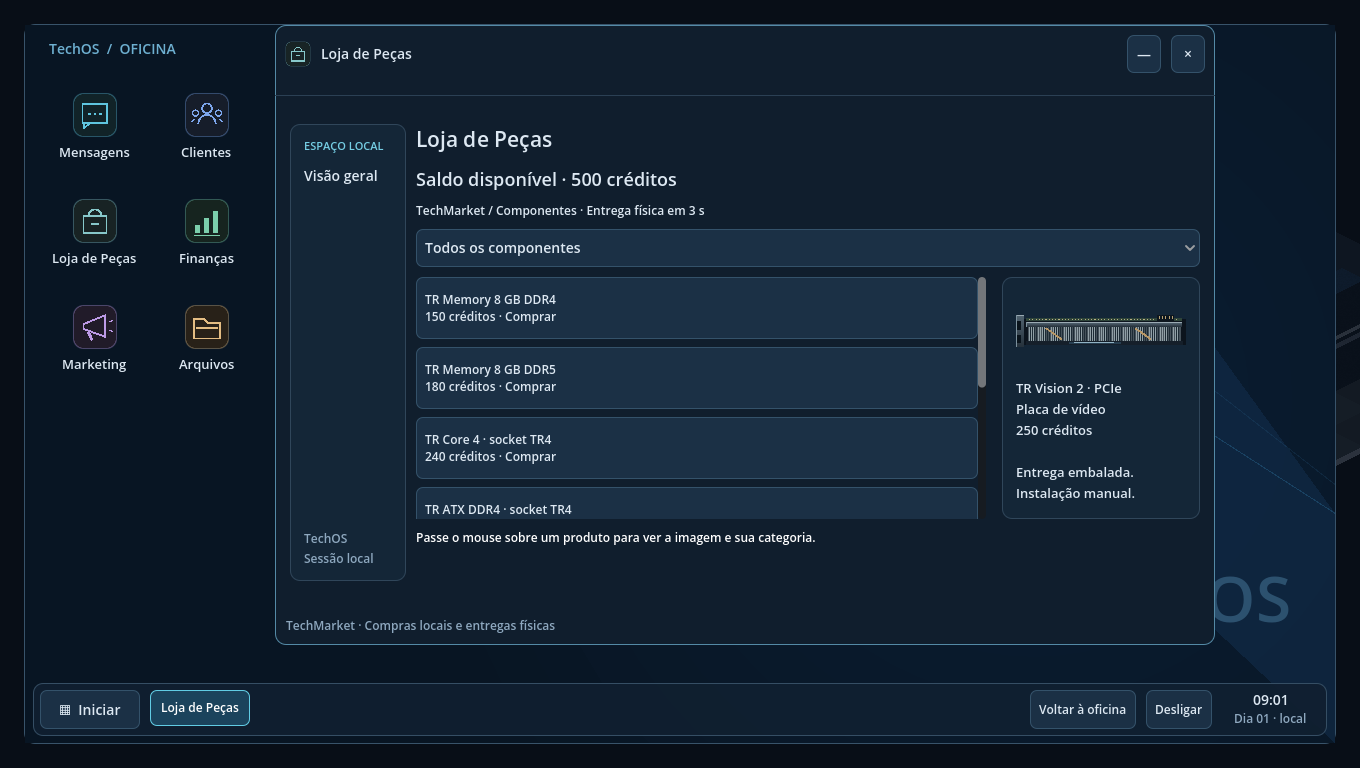 TechOS / OFICINA
Mensagens
Clientes
Loja de Peças
Finanças
Marketing
Arquivos
Loja de Peças
—
×
ESPAÇO LOCAL
Visão geral
TechOS
Sessão local
Loja de Peças
Saldo disponível · 500 créditos
TechMarket / Componentes · Entrega física em 3 s
Todos os componentes
TR Memory 8 GB DDR4
150 créditos · Comprar
TR Memory 8 GB DDR5
180 créditos · Comprar
TR Core 4 · socket TR4
240 créditos · Comprar
TR ATX DDR4 · socket TR4
TR Vision 2 · PCIe
Placa de vídeo
250 créditos
Entrega embalada.
Instalação manual.
Passe o mouse sobre um produto para ver a imagem e sua categoria.
TechMarket · Compras locais e entregas físicas
OS
Iniciar
Loja de Peças
Voltar à oficina
Desligar
09:01
Dia 01 · local